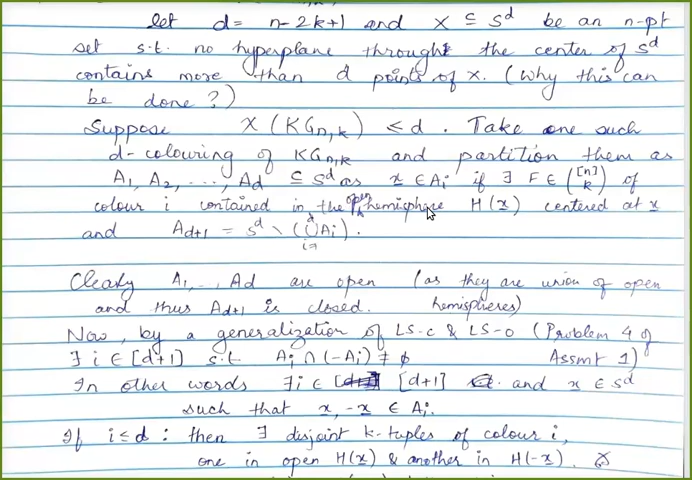 let d = n-2k+1 and X ⊆ S^d be an n-pt
set s.t. no hyperplane through the center of S^d
contains more than d points of X. (Why this can
be done?)
Suppose χ(KG_{n,k}) ≤ d. Take one such
d-colouring of KG_{n,k} and partition them as
A_1, A_2, ..., A_d ⊆ S^d as x ∈ A_i if ∃ F ∈ ([n] k) of
colour i contained in the open hemisphere H(x) centered at x
and A_{d+1} = S^d \ (⋃_{i=1}^{d} A_i).
Clearly A_1, .., A_d are open (as they are union of open
and thus A_{d+1} is closed. hemispheres)
Now, by a generalization of LS-c & LS-o (Problem 4 of
∃ i ∈ [d+1] s.t. A_i ∩ (-A_i) ≠ ∅ Assmt 1)
In other words ∃ i ∈ [d+1] and x ∈ S^d
such that x, -x ∈ A_i.
If i ≤ d : then ∃ disjoint k-tuples of colour i,
one in open H(x) & another in H(-x).